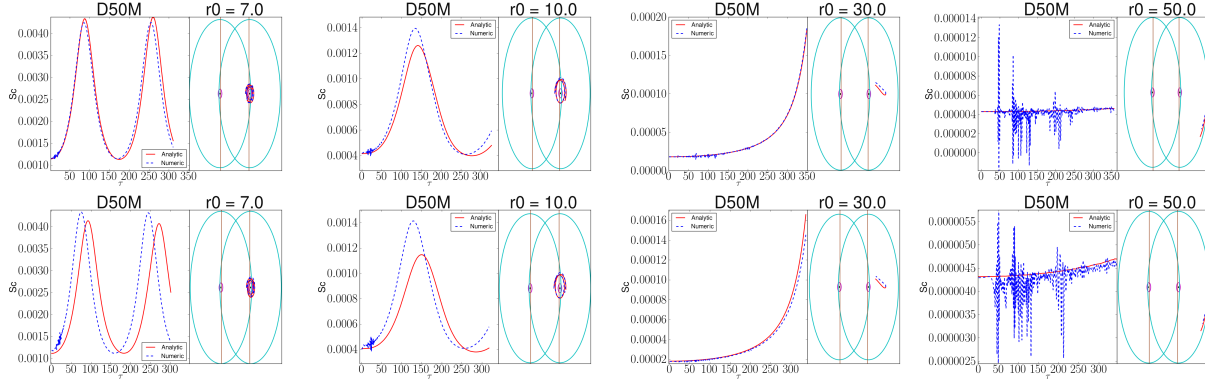 D50M r0 = 7.0
0.0040
0.0035
0.0030
0.0025
0.0020
0.0015
0.0010
Sc
50 100 150 200 250 300 350
τ
Analytic
Numeric
D50M r0 = 10.0
0.0014
0.0012
0.0010
0.0008
0.0006
0.0004
Sc
0 50 100 150 200 250 300
τ
Analytic
Numeric
D50M r0 = 30.0
0.00020
0.00015
0.00010
0.00005
0.00000
Sc
0 50 100 150 200 250 300 350
τ
Analytic
Numeric
D50M r0 = 50.0
0.000014
0.000012
0.000010
0.000008
0.000006
0.000004
0.000002
0.000000
Sc
0 50 100 150 200 250 300 350
τ
Analytic
Numeric
D50M r0 = 7.0
0.0040
0.0035
0.0030
0.0025
0.0020
0.0015
0.0010
Sc
0 50 100 150 200 250 300
τ
Analytic
Numeric
D50M r0 = 10.0
0.0014
0.0012
0.0010
0.0008
0.0006
0.0004
Sc
0 50 100 150 200 250 300
τ
Analytic
Numeric
D50M r0 = 30.0
0.00016
0.00014
0.00012
0.00010
0.00008
0.00006
0.00004
0.00002
Sc
0 50 100 150 200 250 300
τ
Analytic
Numeric
D50M r0 = 50.0
0.0000055
0.0000050
0.0000045
0.0000040
0.0000035
0.0000030
0.0000025
Sc
0 50 100 150 200 250 300
τ
Analytic
Numeric